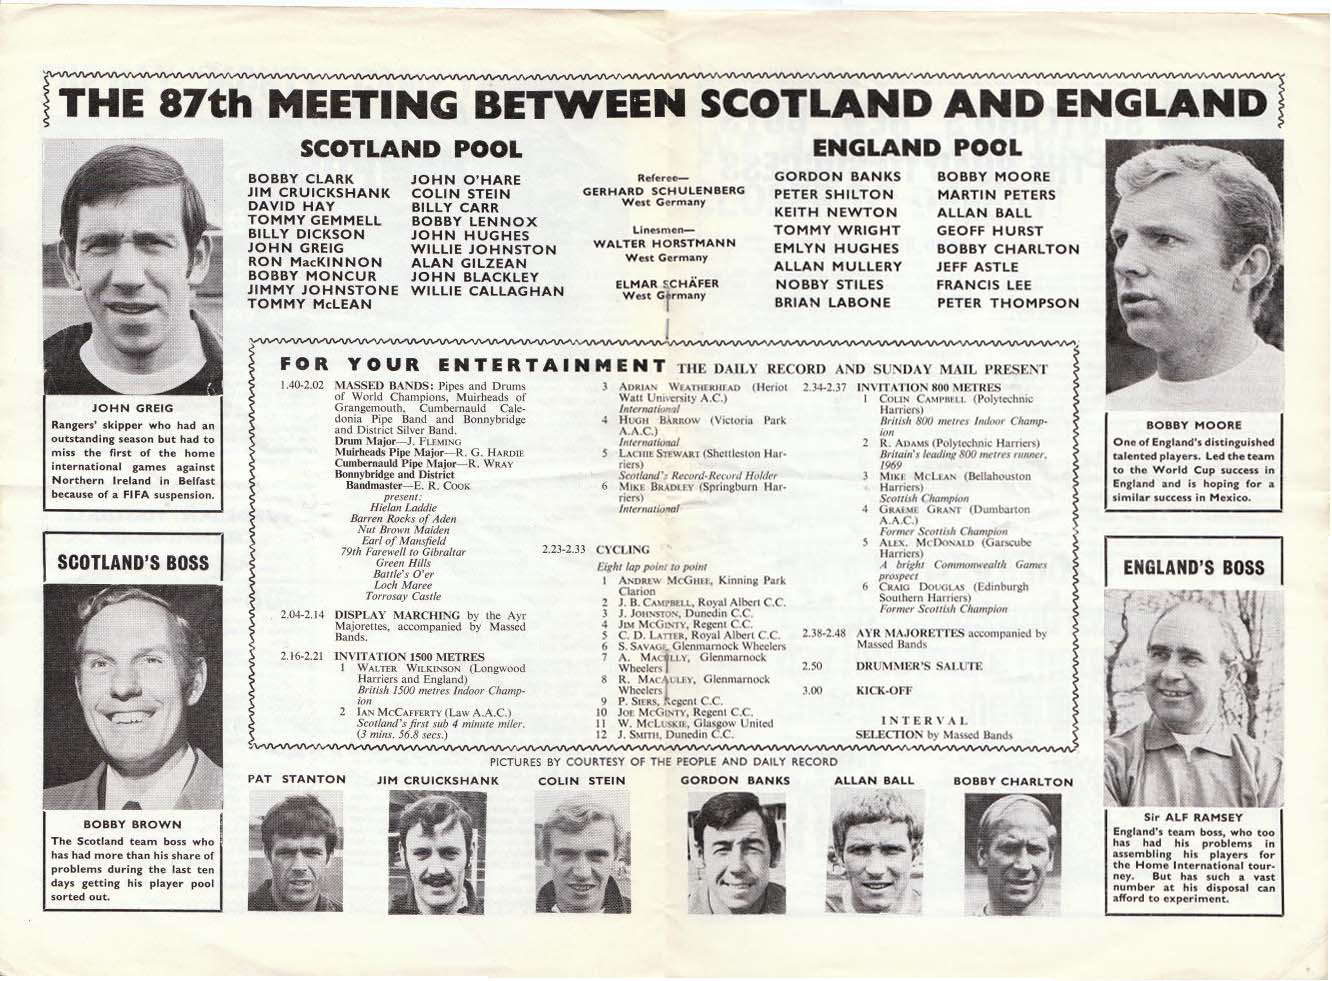 THE 87th MEETING BETWEEN SCOTLAND AND ENGLAND
JOHN GREIG
Rangers' skipper who had an
outstanding season but had to
miss the first of the home
international games against
Northern Ireland in Belfast
because of a FIFA suspension.
SCOTLAND'S BOSS
BOBBY BROWN
The Scotland team boss who
has had more than his share of
problems during the last ten
days getting his player pool
sorted out.
SCOTLAND POOL
BOBBY CLARK
JIM CRUICKSHANK
DAVID HAY
TOMMY GEMMELL
BILLY DICKSON
JOHN GREIG
RON MacKINNON
BOBBY MONCUR
JIMMY JOHNSTONE
TOMMY McLEAN
JOHN O'HARE
COLIN STEIN
BILLY CARR
BOBBY LENNOX
JOHN HUGHES
WILLIE JOHNSTON
ALAN GILZEAN
JOHN BLACKLEY
WILLIE CALLAGHAN
Referee—
GERHARD SCHULENBERG
West Germany
Linesmen—
WALTER HORSTMANN
West Germany
ELMAR SCHÄFER
West Germany
ENGLAND POOL
GORDON BANKS
PETER SHILTON
KEITH NEWTON
TOMMY WRIGHT
EMLYN HUGHES
ALLAN MULLERY
NOBBY STILES
BRIAN LABONE
BOBBY MOORE
MARTIN PETERS
ALLAN BALL
GEOFF HURST
BOBBY CHARLTON
JEFF ASTLE
FRANCIS LEE
PETER THOMPSON
FOR YOUR ENTERTAINMENT THE DAILY RECORD AND SUNDAY MAIL PRESENT
1.40-2.02 MASSED BANDS: Pipes and Drums
of World Champions, Muirheads of
Grangemouth, Cumbernauld Cale-
donia Pipe Band and Bonnybridge
and District Silver Band.
Drum Major—J. FLEMING
Muirheads Pipe Major—R. G. HARDIE
Cumbernauld Pipe Major—R. WRAY
Bonnybridge and District
Bandmaster—E. R. COOK
present:
Hielan Laddie
Barren Rocks of Aden
Nut Brown Maiden
Earl of Mansfield
79th Farewell to Gibraltar
Green Hills
Battle's O'er
Loch Maree
Torrosay Castle
2.04-2.14 DISPLAY MARCHING by the Ayr
Majorettes, accompanied by Massed
Bands.
2.16-2.21 INVITATION 1500 METRES
1 WALTER WILKINSON (Longwood
Harriers and England)
British 1500 metres Indoor Champ-
ion
2 IAN MCCAFFERTY (Law A.A.C.)
Scotland's first sub 4 minute miler.
(3 mins. 56.8 secs.)
3 ADRIAN WEATHERHEAD (Heriot
Watt University A.C.)
International
4 HUGH BARROW (Victoria Park
A.A.C.)
International
5 LACHIE STEWART (Shettleston Har-
riers)
Scotland's Record-Record Holder
6 MIKE BRADLEY (Springburn Har-
riers)
International
2.23-2.33 CYCLING
Eight lap point to point
1 ANDREW MCGHEE, Kinning Park
Clarion
2 J. B. CAMPBELL, Royal Albert C.C.
3 J. JOHNSTON, Dunedin C.C.
4 JIM MCGINTY, Regent C.C.
5 C. D. LATTER, Royal Albert C.C.
6 S. SAVAGE, Glenmarnock Wheelers
7 A. , Glenmarnock
Wheelers
8 R. MACAULEY, Glenmarnock
Wheelers
9 P. SIERS, Regent C.C.
10 JOE MCGINTY, Regent C.C.
11 W. MCLUSKIE, Glasgow United
12 J. SMITH, Dunedin C.C.
2.34-2.37 INVITATION 800 METRES
1 COLIN CAMPBELL (Polytechnic
Harriers)
British 800 metres Indoor Champ-
ion
2 R. ADAMS (Polytechnic Harriers)
Britain's leading 800 metres runner,
1969
3 MIKE MCLEAN (Bellahouston
Harriers)
Scottish Champion
4 GRAEME GRANT (Dumbarton
A.A.C.)
Former Scottish Champion
5 ALEX. MCDONALD (Garscube
Harriers)
A bright Commonwealth Games
prospect
6 CRAIG DOUGLAS (Edinburgh
Southern Harriers)
Former Scottish Champion
2.38-2.48 AYR MAJORETTES accompanied by
Massed Bands
2.50 DRUMMER'S SALUTE
3.00 KICK-OFF
INTERVAL
SELECTION by Massed Bands
PICTURES BY COURTESY OF THE PEOPLE AND DAILY RECORD
PAT STANTON
JIM CRUICKSHANK
COLIN STEIN
GORDON BANKS
ALLAN BALL
BOBBY CHARLTON
BOBBY MOORE
One of England's distinguished
talented players. Led the team
to the World Cup success in
England and is hoping for a
similar success in Mexico.
ENGLAND'S BOSS
Sir ALF RAMSEY
England's team boss, who too
has had his problems in
assembling his players for
the Home International tour-
ney. But has such a vast
number at his disposal can
afford to experiment.